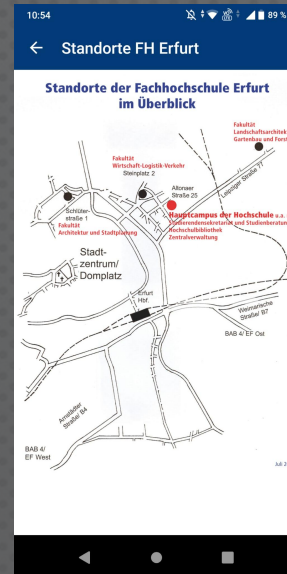 10:54
89 %
Standorte FH Erfurt
Standorte der Fachhochschule Erfurt
im Überblick
Fakultät
Landschaftsarchitek
Gartenbau und Forst
Fakultät
Wirtschaft-Logistik-Verkehr
Steinplatz 2
Altonaer
Straße 25
Leipziger Straße 77
Schlüter-
straße 1
Fakultät
Architektur und Stadtplanung
Hauptcampus der Hochschule u.a.
Studierendensekretariat und Studienberatun
Hochschulbibliothek
Zentralverwaltung
Stadt-
zentrum/
Domplatz
Erfurt
Hbf.
Weimarische
Straße/ B7
BAB 4/ EF Ost
Arnstädter
Straße/ B4
BAB 4/
EF West
Juli 2